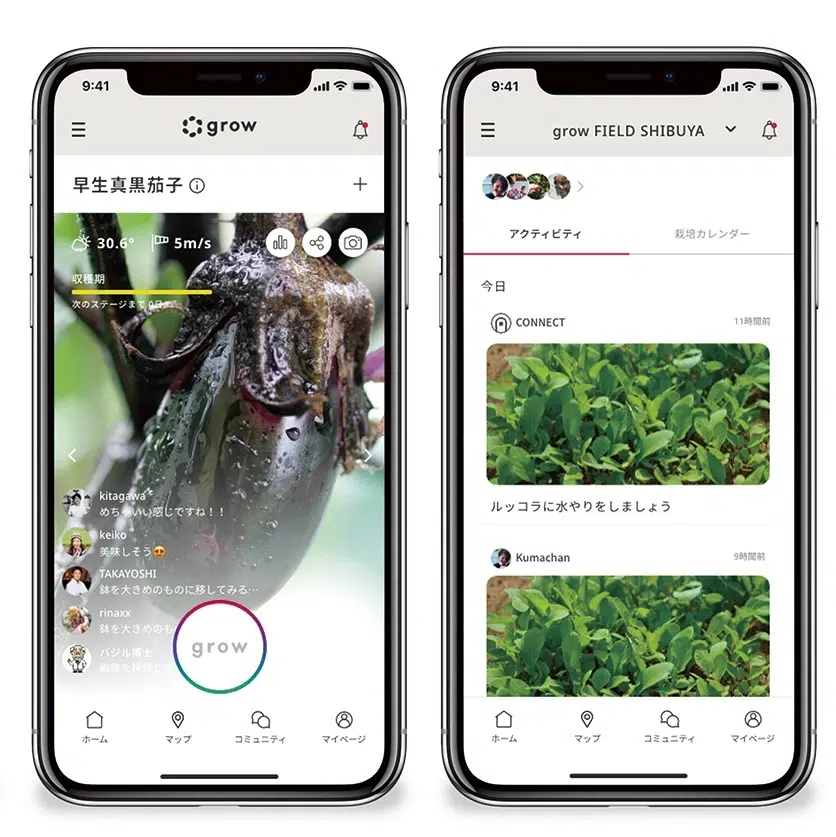 9:41
grow
早生真黒茄子
30.6°
5m/s
収穫期
次のステージまで 0日
kitagawa
めちゃいい感じですね！！
keiko
美味しそう😍
TAKAYOSHI
鉢を大きめのものに移してみる…
rinaxx
鉢を大きめのも
バジル博士
画像を拝見し
grow
ホーム
マップ
コミュニティ
マイページ
9:41
grow FIELD SHIBUYA
アクティビティ
栽培カレンダー
今日
CONNECT
11時間前
ルッコラに水やりをしましょう
Kumachan
9時間前
ホーム
マップ
コミュニティ
マイページ